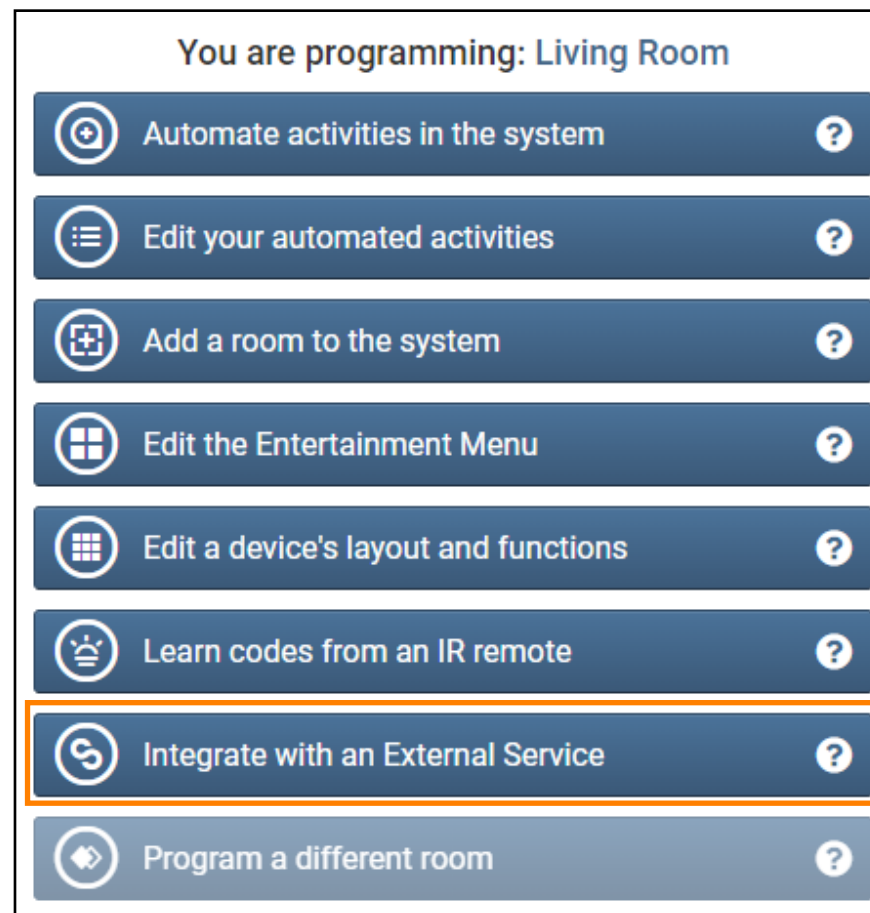 You are programming: Living Room
Automate activities in the system ?
Edit your automated activities ?
Add a room to the system ?
Edit the Entertainment Menu ?
Edit a device's layout and functions ?
Learn codes from an IR remote ?
Integrate with an External Service ?
Program a different room ?